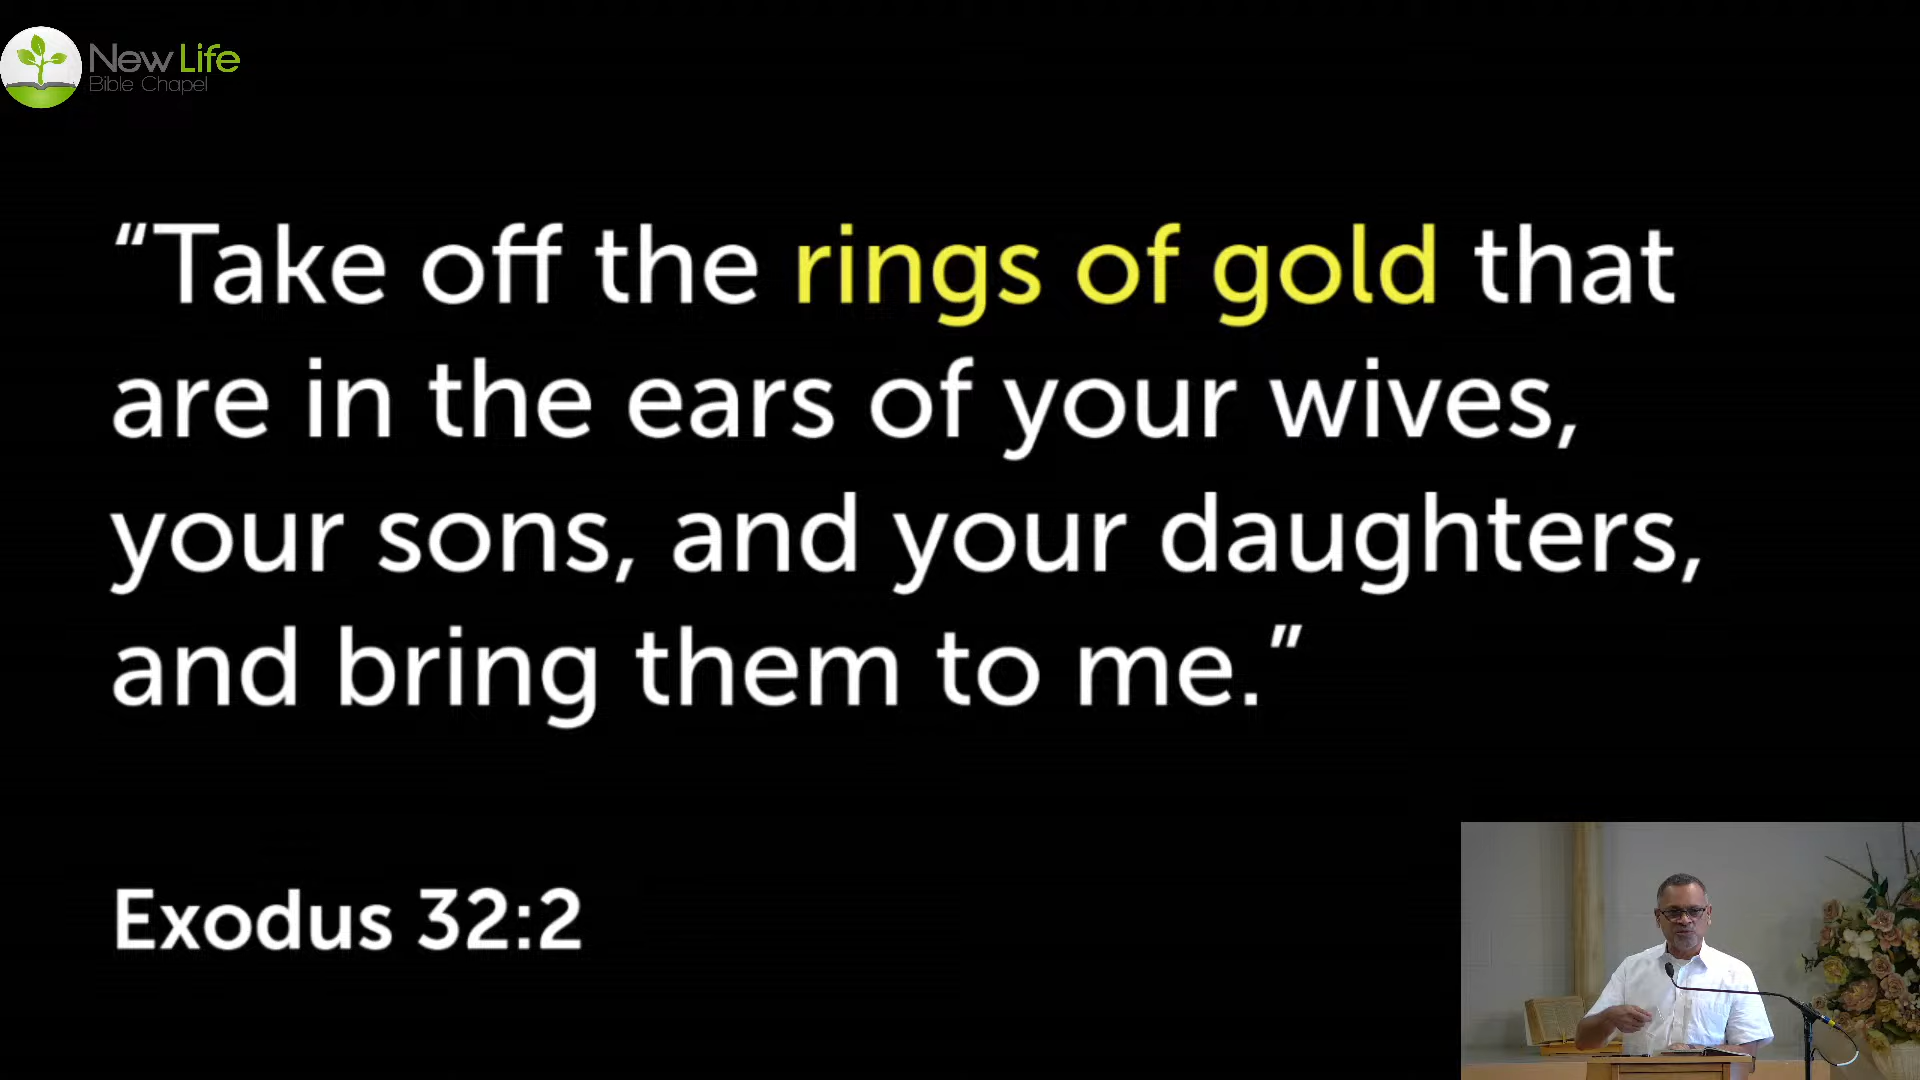 New Life
Bible Chapel
“Take off the rings of gold that
are in the ears of your wives,
your sons, and your daughters,
and bring them to me.”
Exodus 32:2